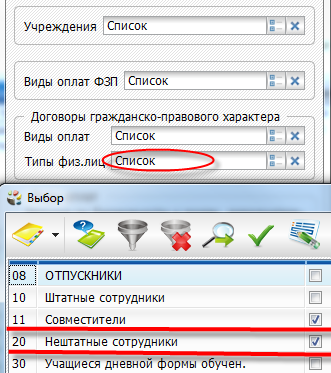 Учреждения Список
Виды оплат ФЗП Список
Договоры гражданско-правового характера
Виды оплат Список
Типы физ.лиц Список
Выбор
08 ОТПУСКНИКИ
10 Штатные сотрудники
11 Совместители
20 Нештатные сотрудники
30 Учащиеся дневной формы обучен.